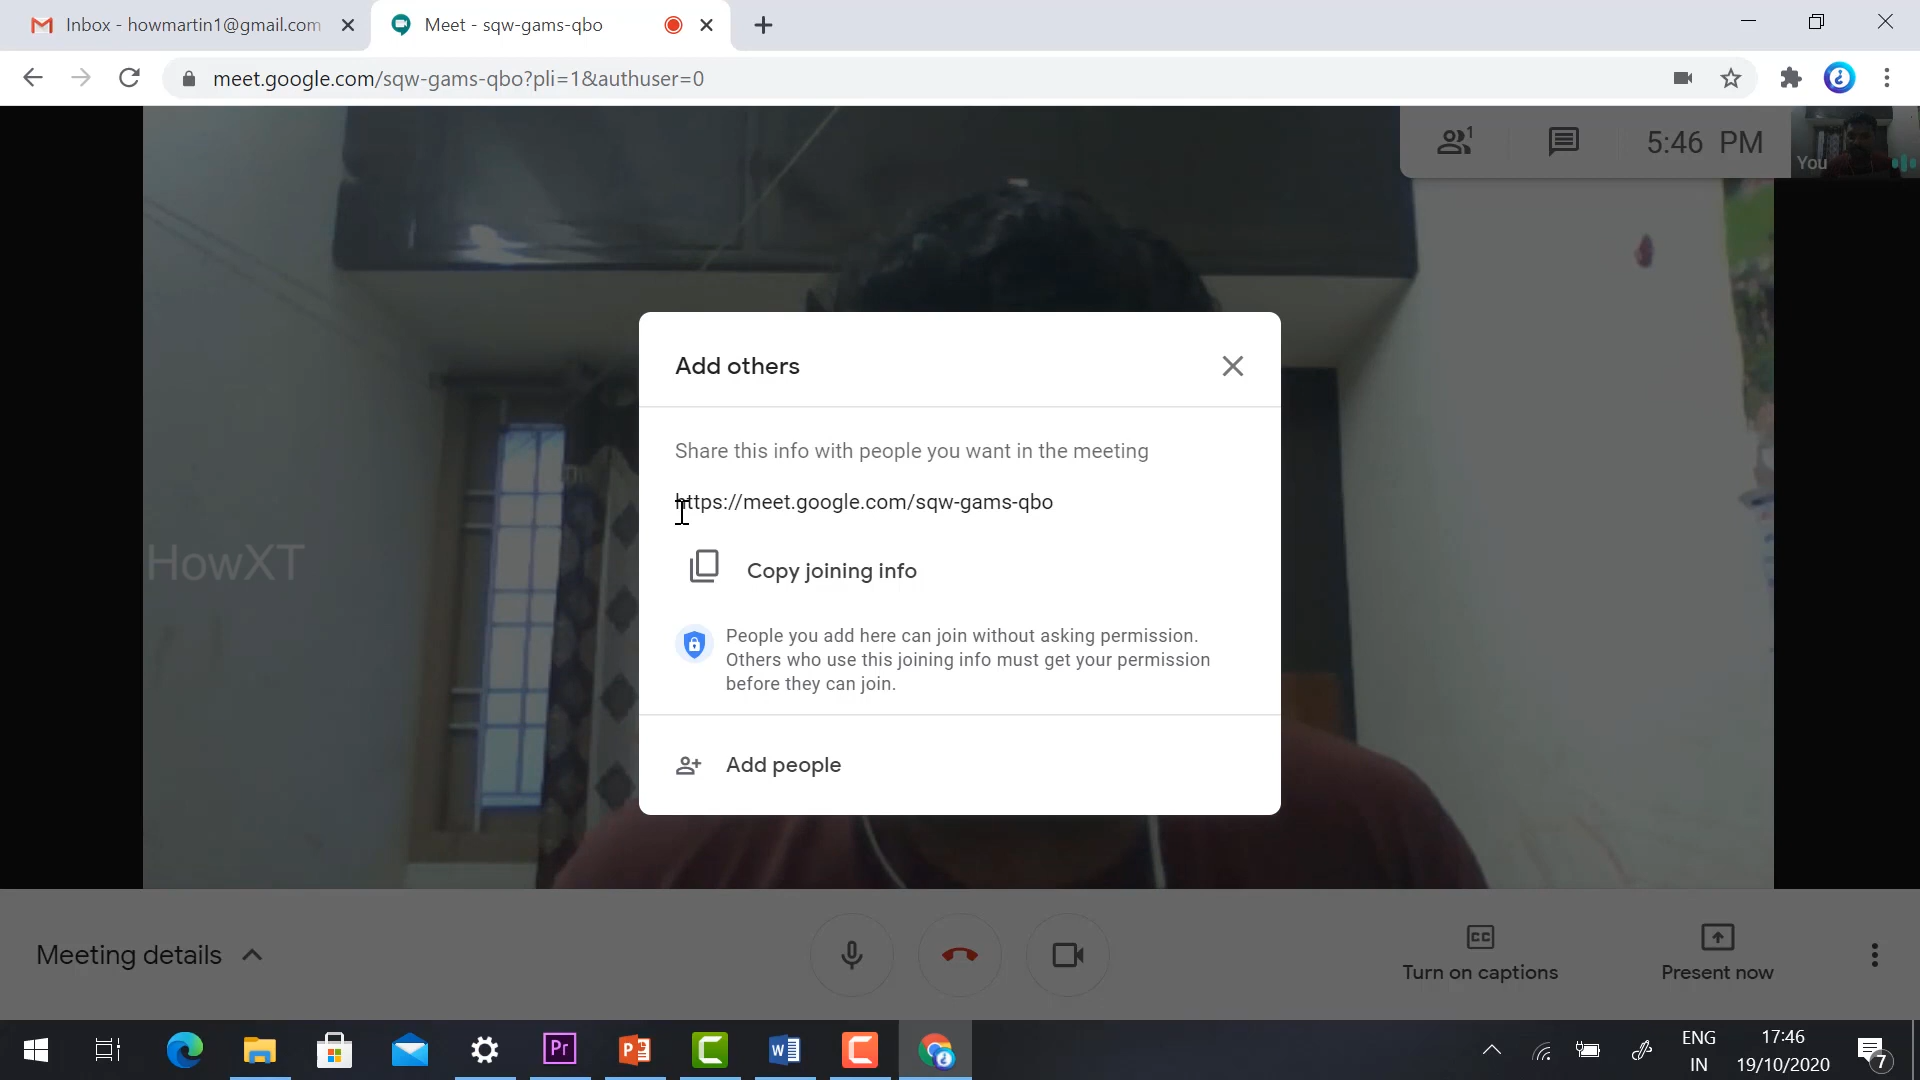 Inbox - howmartin1@gmail.com
Meet - sqw-gams-qbo
meet.google.com/sqw-gams-qbo?pli=1&authuser=0
1
5:46 PM
You
Add others
Share this info with people you want in the meeting
https://meet.google.com/sqw-gams-qbo
HowXT
Copy joining info
People you add here can join without asking permission.
Others who use this joining info must get your permission
before they can join.
Add people
Meeting details
CC
Turn on captions
Present now
Pr
ENG
IN
17:46
19/10/2020
7